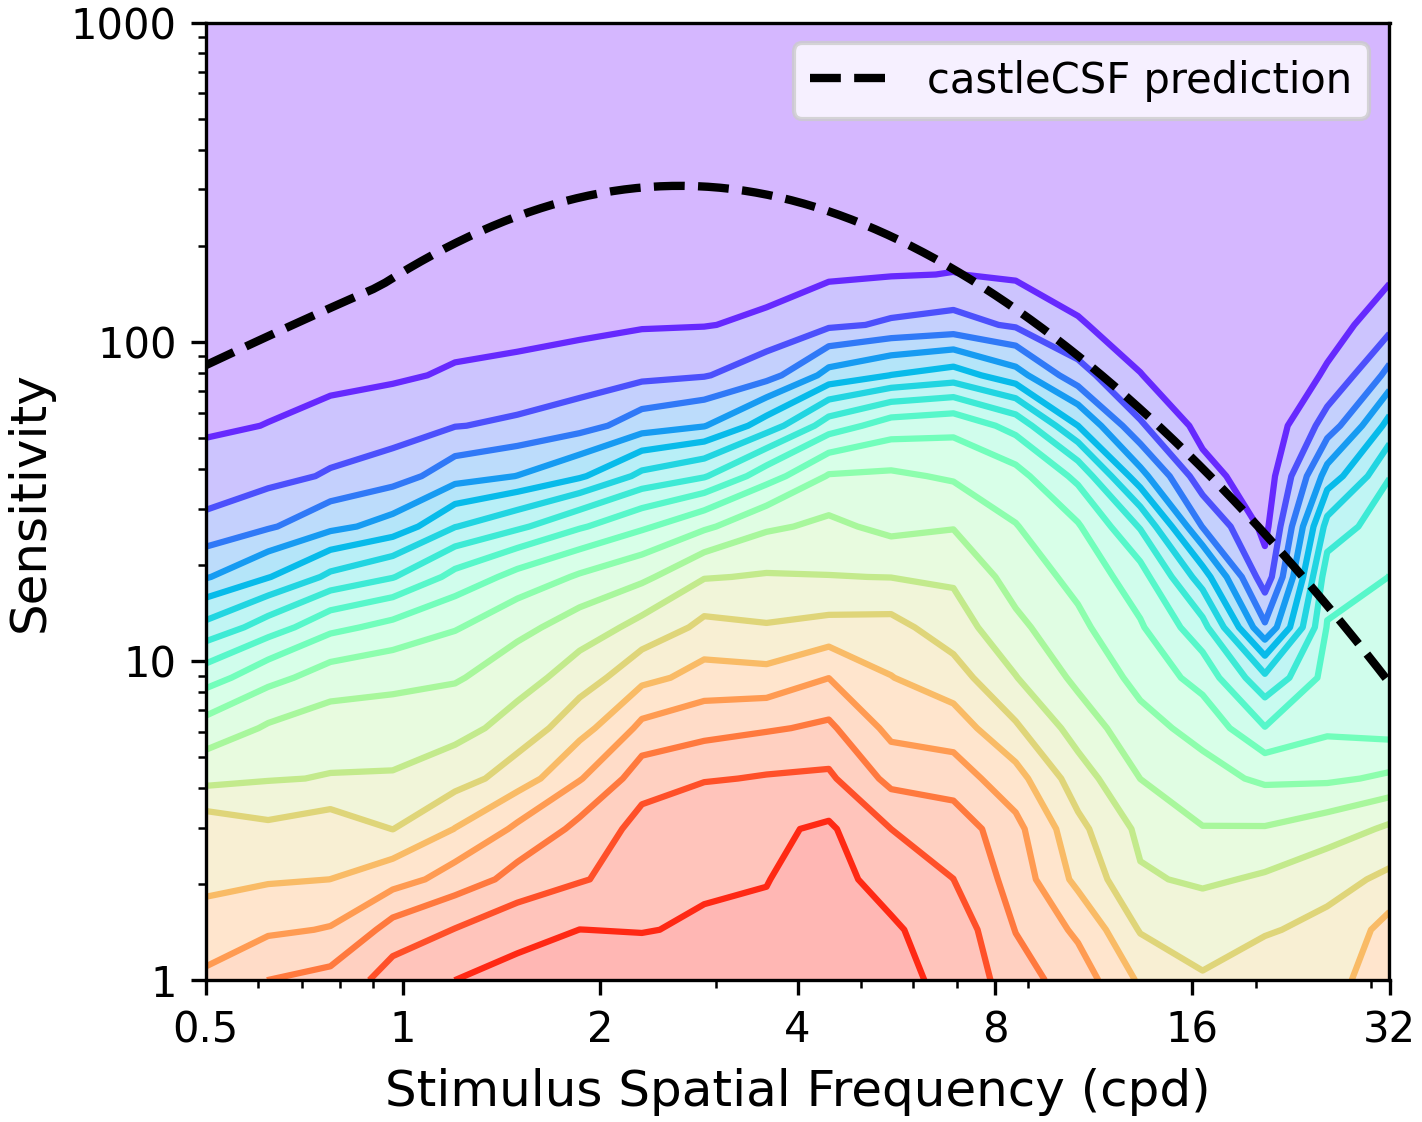 1000
100
10
1
Sensitivity
castleCSF prediction
0.5 1 2 4 8 16 32
Stimulus Spatial Frequency (cpd)